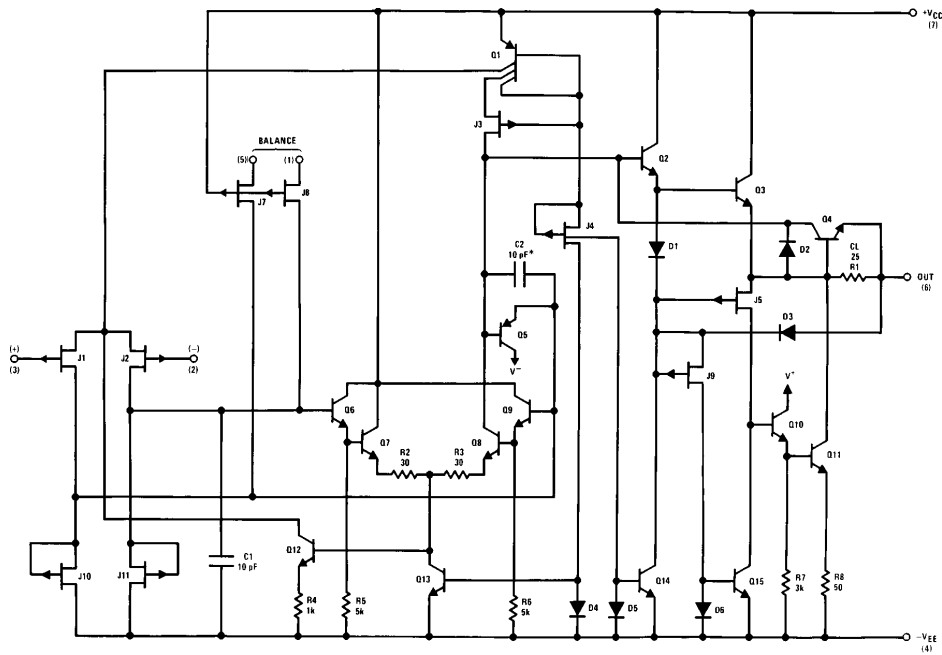 +VCC
(7)
Q1
J3
BALANCE
(5)
(1)
J7
J8
Q2
Q3
J4
Q4
D1
D2
CL
25
R1
OUT
(6)
C2
10 pF*
J5
D3
Q5
V−
(+)
(3)
J1
J2
(−)
(2)
J9
V+
Q6
Q7
Q8
Q9
Q10
Q11
R2
30
R3
30
J10
J11
C1
10 pF
Q12
R4
1k
R5
5k
Q13
R6
5k
D4
D5
Q14
D6
Q15
R7
3k
R8
50
−VEE
(4)